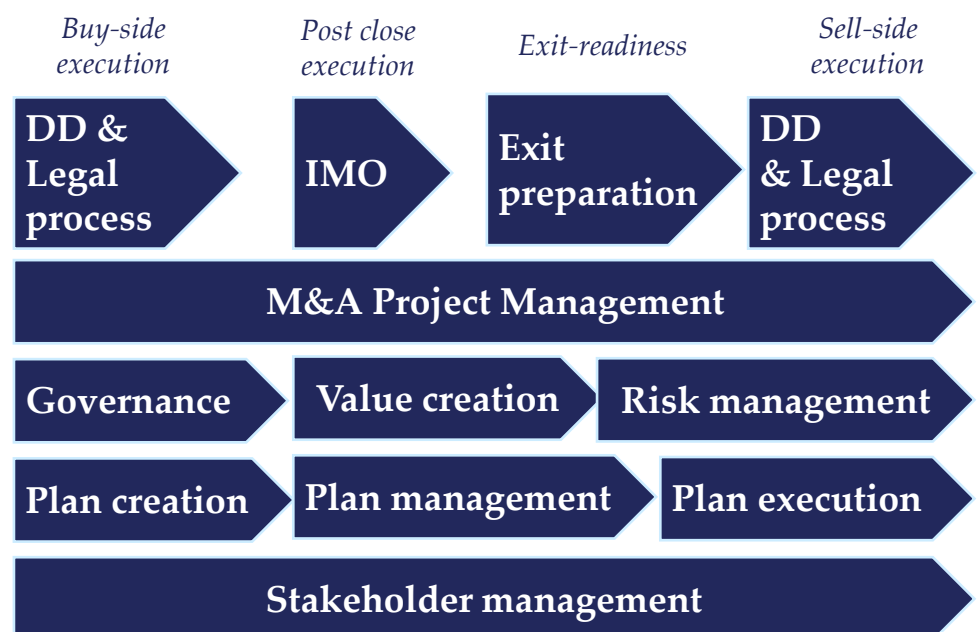 Buy-side
execution
Post close
execution
Exit-readiness
Sell-side
execution
DD &
Legal
process
IMO
Exit
preparation
DD
& Legal
process
M&A Project Management
Governance
Value creation
Risk management
Plan creation
Plan management
Plan execution
Stakeholder management